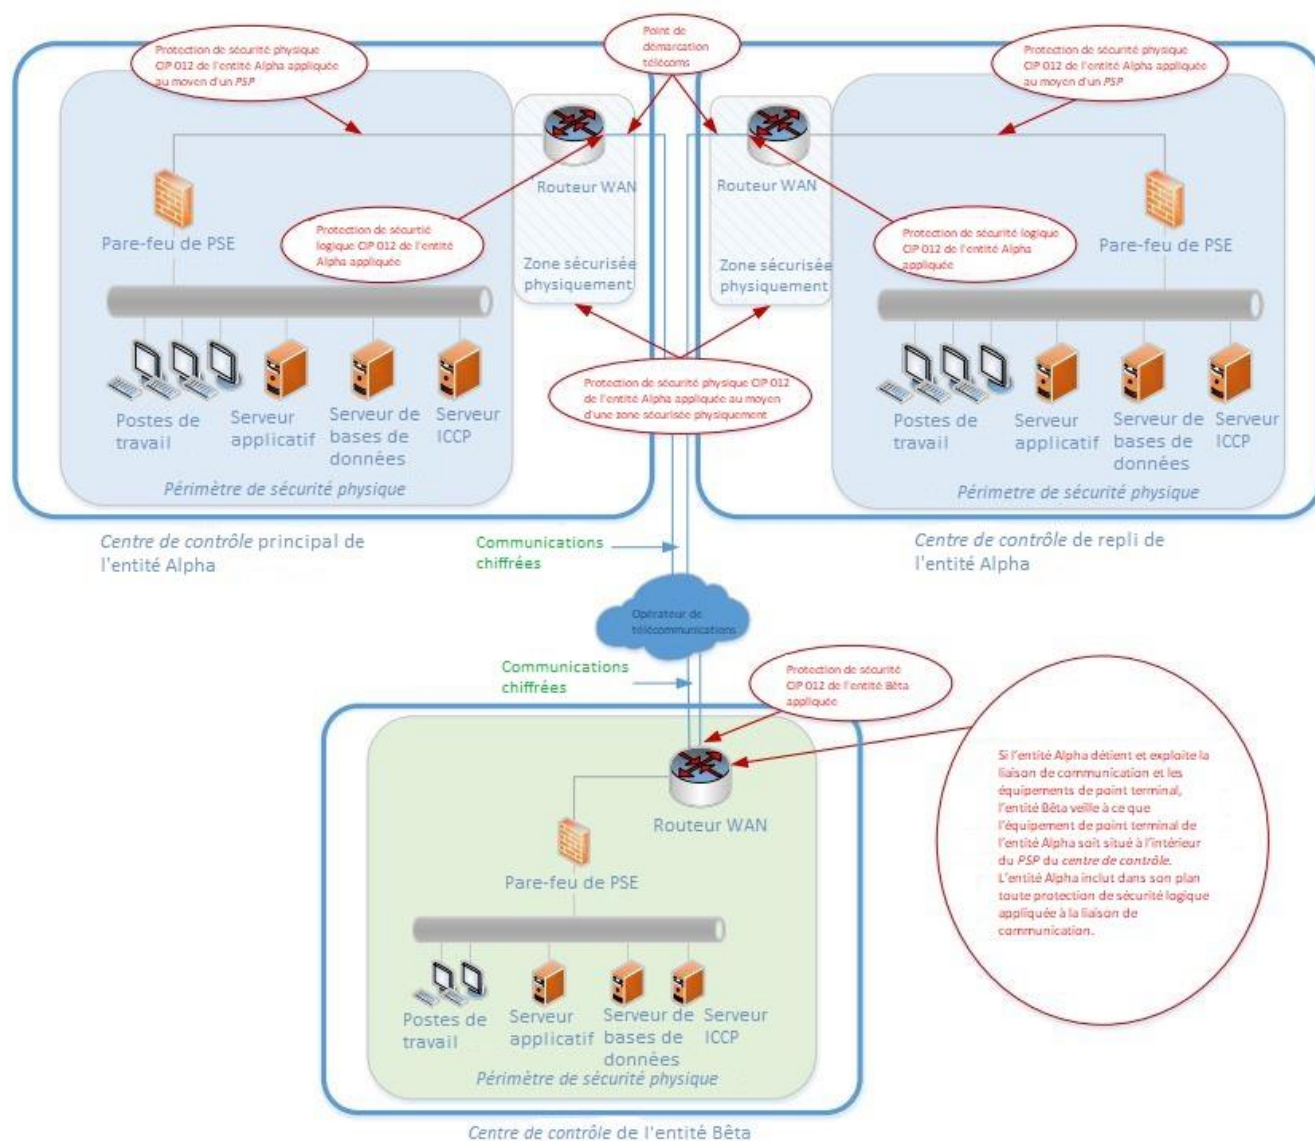 Protection de sécurité physique
CIP 012 de l'entité Alpha appliquée
au moyen d'un PSP
Point de
démarcation
télécoms
Protection de sécurité physique
CIP 012 de l'entité Alpha appliquée
au moyen d'un PSP
Routeur WAN
Routeur WAN
Pare-feu de PSE
Protection de sécurtié
logique CIP 012 de l'entité
Alpha appliquée
Zone sécurisée
physiquement
Zone sécurisée
physiquement
Protection de sécurité logique
CIP 012 de l'entité Alpha
appliquée
Pare-feu de PSE
Postes de
travail
Serveur
applicatif
Serveur de
bases de
données
Serveur
ICCP
Périmètre de sécurité physique
Protection de sécurité physique CIP 012
de l'entité Alpha appliquée au moyen
d'une zone sécurisée physiquement
Postes de
travail
Serveur
applicatif
Serveur de
bases de
données
Serveur
ICCP
Périmetre de sécurité physique
Centre de contrôle principal de
l'entité Alpha
Communications
chiffrées
Centre de contrôle de repli de
l'entité Alpha
Opérateur de
télécommunications
Communications
chiffrées
Protection de sécurité
CIP 012 de l'entité Bêta
appliquée
Routeur WAN
Si l'entité Alpha détient et exploite la
liaison de communication et les
équipements de point terminal,
l'entité Bêta veille à ce que
l'équipement de point terminal de
l'entité Alpha soit situé à l'intérieur
du PSP du centre de contrôle.
L'entité Alpha inclut dans son plan
toute protection de sécurité logique
appliquée à la liaison de
communication.
Pare-feu de PSE
Postes de
travail
Serveur
applicatif
Serveur de
bases de
données
Serveur
ICCP
Périmètre de sécurité physique
Centre de contrôle de l'entité Bêta